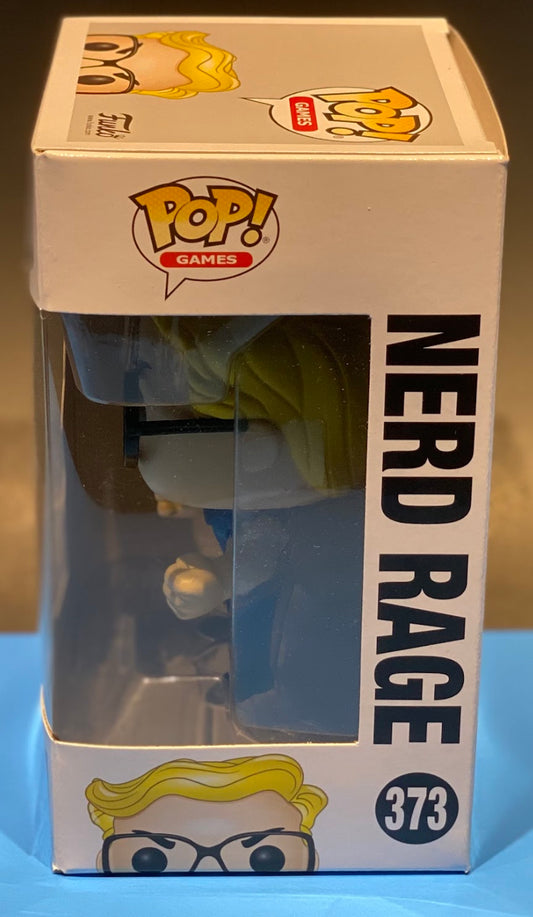 Funko®
POP!
GAMES
POP!®
GAMES
NERD RAGE
373